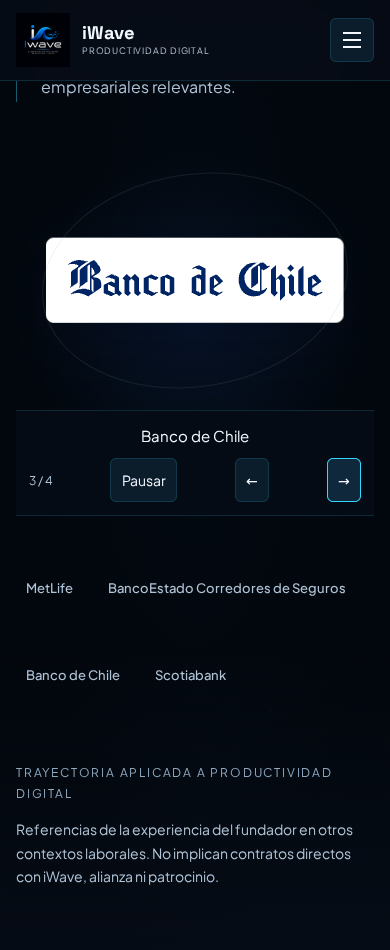 iWave
iwave
PRODUCTIVIDAD DIGITAL
empresariales relevantes.
Banco de Chile
Banco de Chile
3 / 4
Pausar
←
→
MetLife
BancoEstado Corredores de Seguros
Banco de Chile
Scotiabank
TRAYECTORIA APLICADA A PRODUCTIVIDAD
DIGITAL
Referencias de la experiencia del fundador en otros
contextos laborales. No implican contratos directos
con iWave, alianza ni patrocinio.